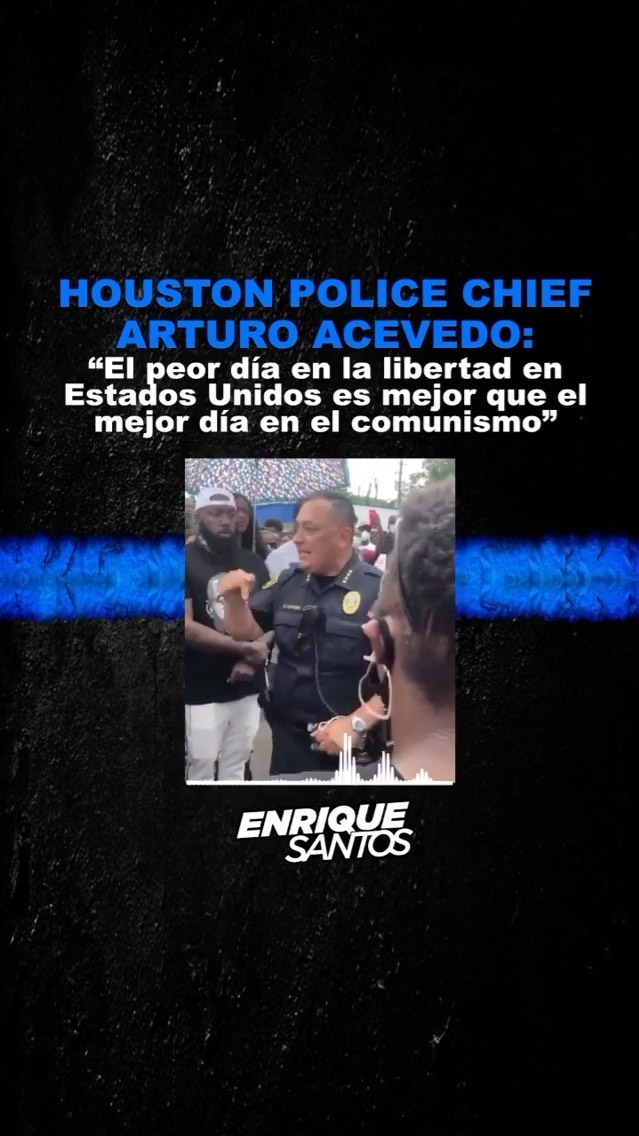 HOUSTON POLICE CHIEF
ARTURO ACEVEDO:
“El peor día en la libertad en
Estados Unidos es mejor que el
mejor día en el comunismo”
ENRIQUE
SANTOS